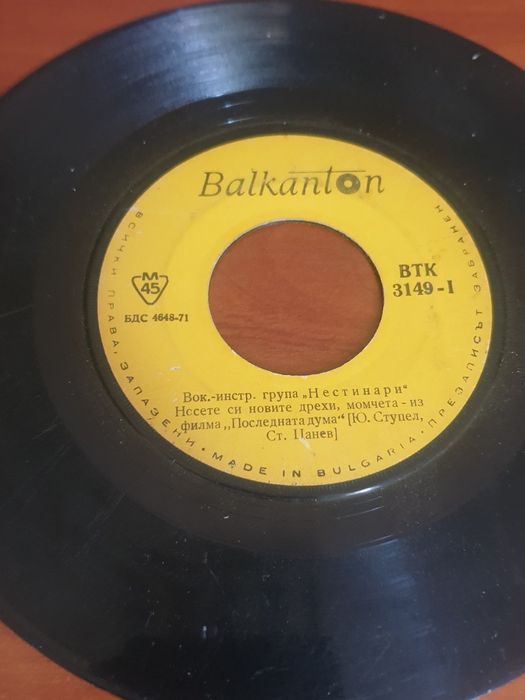 Balkanton
M
45
БДС 4648-71
ВТК
3149-I
Вок.-инстр. група „Нестинари"
Носете си новите дрехи, момчета - из
филма „Последната дума" [Ю. Ступел,
Ст. Цанев]
ВСИЧКИ ПРАВА, ЗАПАЗЕНИ · MADE IN BULGARIA · ПРЕЗАПИСЪТ ЗАБРАНЕН